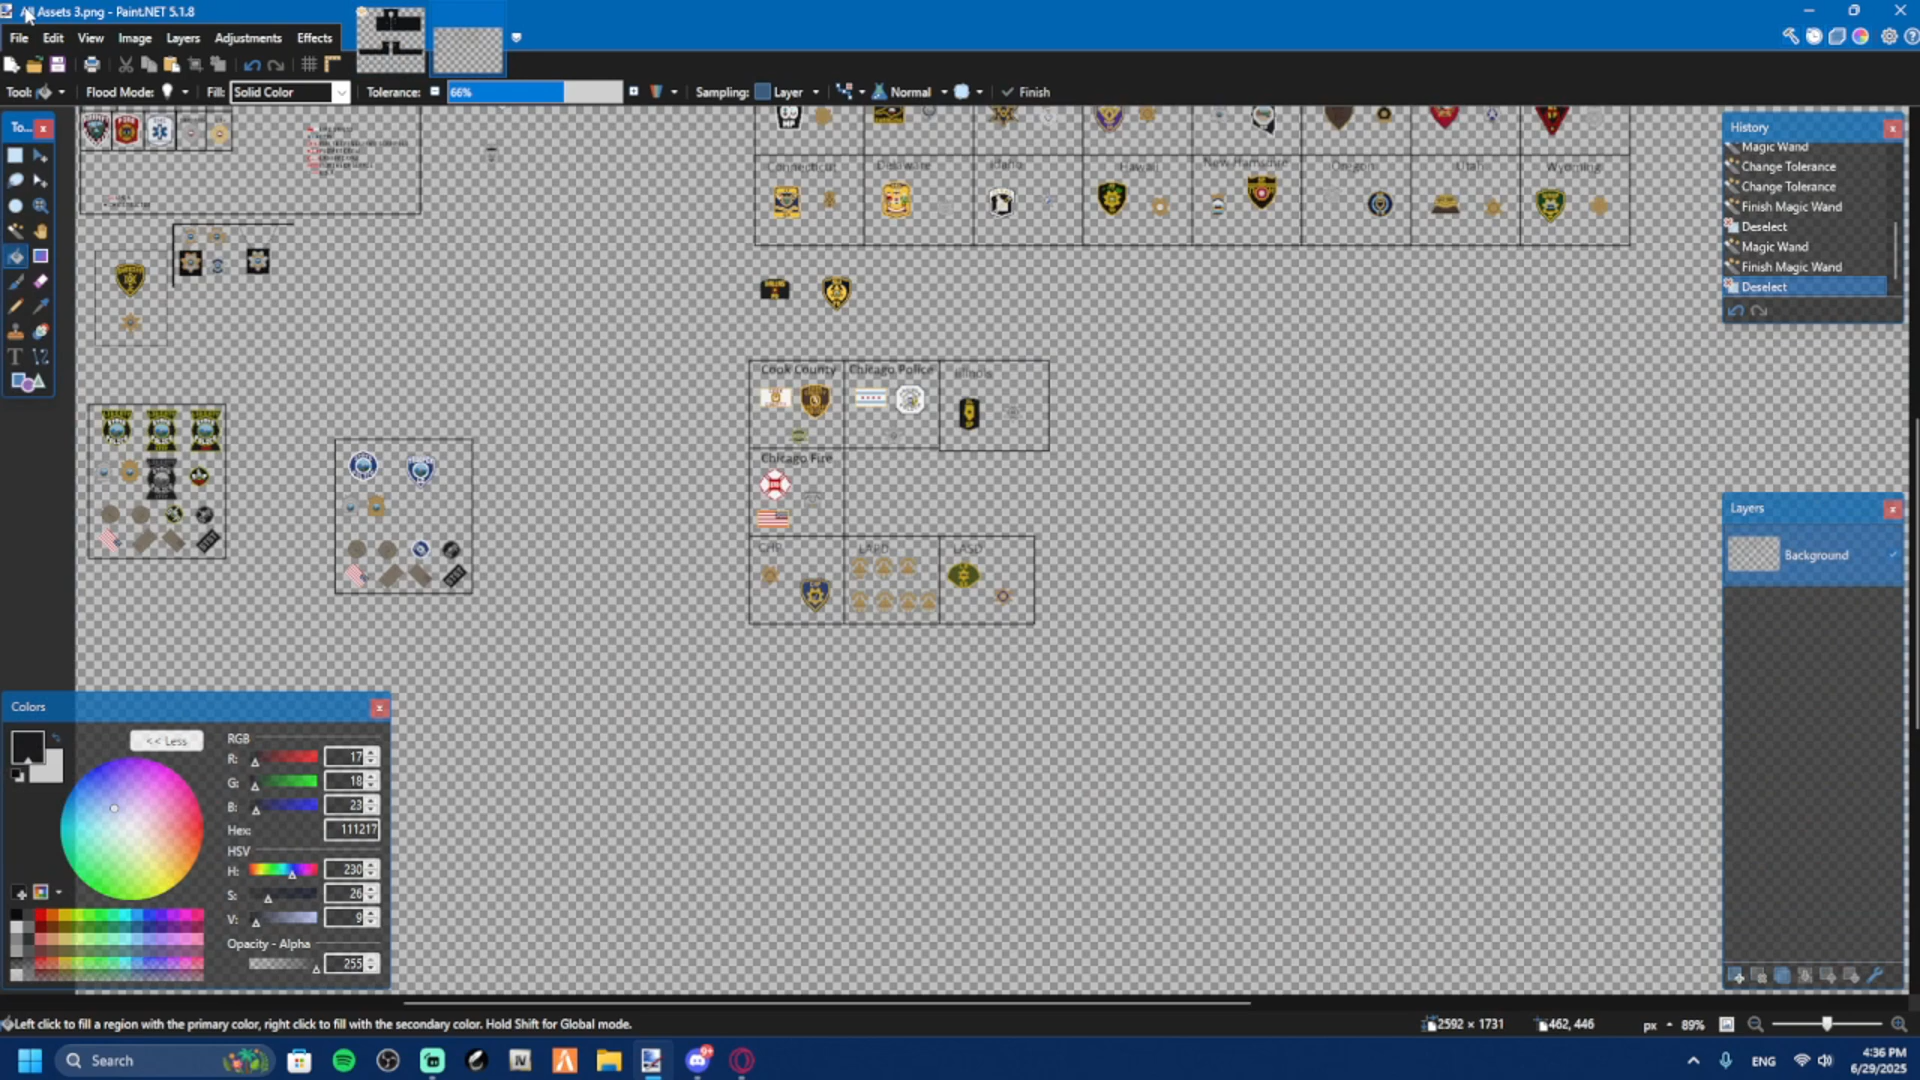 All Assets 3.png - Paint.NET 5.1.8
File Edit View Image Layers Adjustments Effects
Tool: Flood Mode: Fill: Solid Color Tolerance: 66% Sampling: Layer Normal Finish
To...
Connecticut Delaware Idaho Hawaii New Hamshire Oregon Utah Wyoming
Cook County Chicago Police Illinois
Chicago Fire
CHP LAPD LASD
History
Magic Wand
Change Tolerance
Change Tolerance
Finish Magic Wand
Deselect
Magic Wand
Finish Magic Wand
Deselect
Layers
Background
Colors
<< Less
RGB
R: 17
G: 18
B: 23
Hex: 111217
HSV
H: 230
S: 26
V: 9
Opacity - Alpha
255
Left click to fill a region with the primary color, right click to fill with the secondary color. Hold Shift for Global mode.
2592 × 1731 462, 446 px 89%
Search
ENG
4:36 PM
6/29/2025